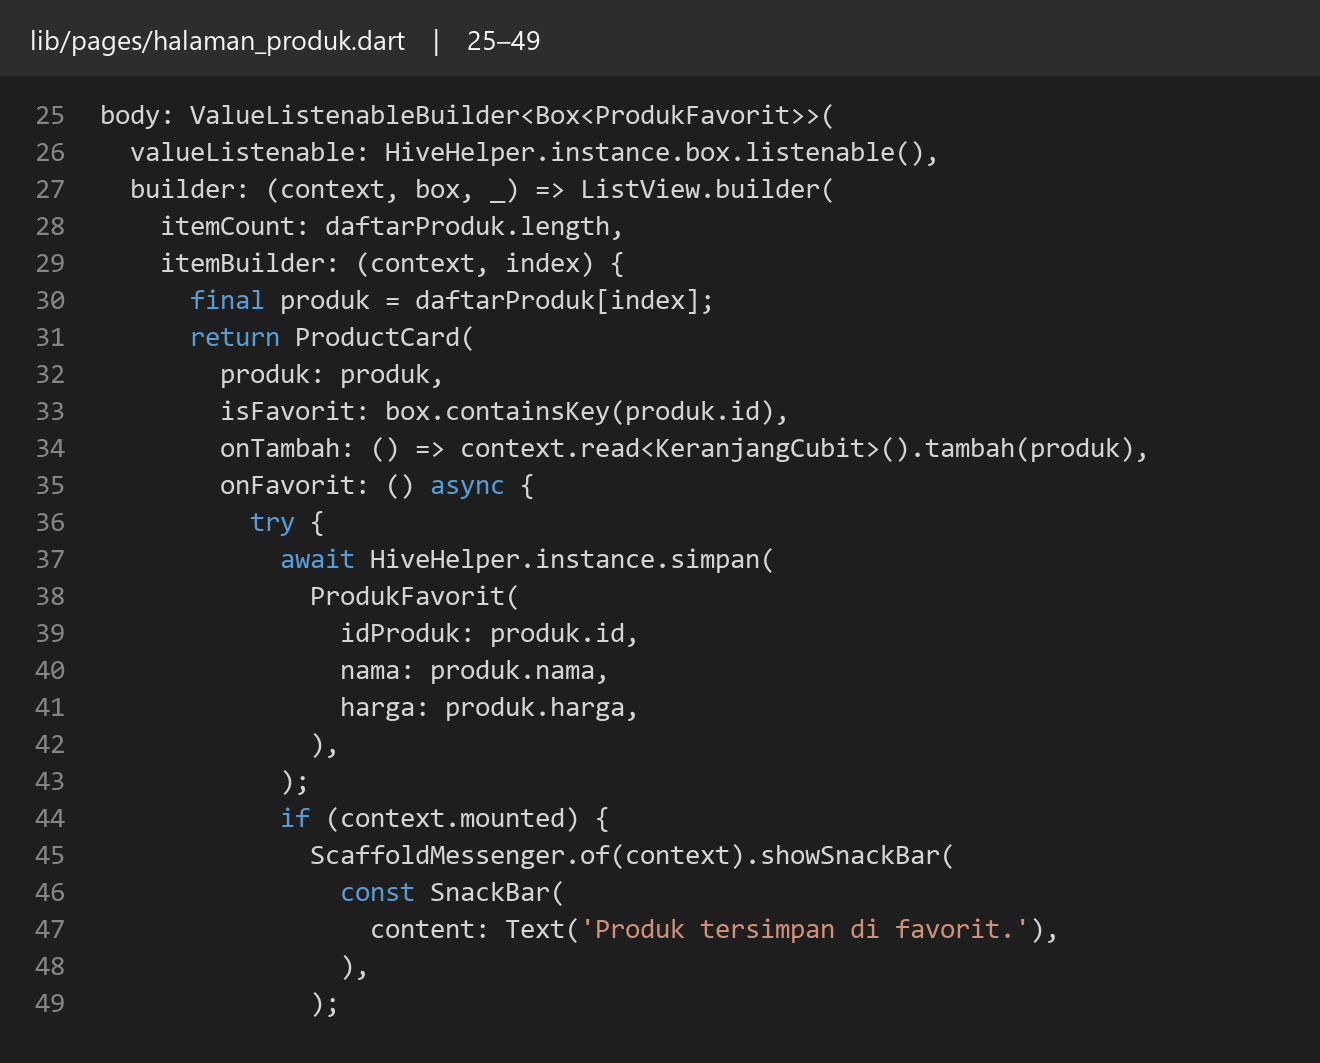 lib/pages/halaman_produk.dart | 25–49
25 body: ValueListenableBuilder<Box<ProdukFavorit>>(
26   valueListenable: HiveHelper.instance.box.listenable(),
27   builder: (context, box, _) => ListView.builder(
28     itemCount: daftarProduk.length,
29     itemBuilder: (context, index) {
30       final produk = daftarProduk[index];
31       return ProductCard(
32         produk: produk,
33         isFavorit: box.containsKey(produk.id),
34         onTambah: () => context.read<KeranjangCubit>().tambah(produk),
35         onFavorit: () async {
36           try {
37             await HiveHelper.instance.simpan(
38               ProdukFavorit(
39                 idProduk: produk.id,
40                 nama: produk.nama,
41                 harga: produk.harga,
42               ),
43             );
44             if (context.mounted) {
45               ScaffoldMessenger.of(context).showSnackBar(
46                 const SnackBar(
47                   content: Text('Produk tersimpan di favorit.'),
48                 ),
49               );